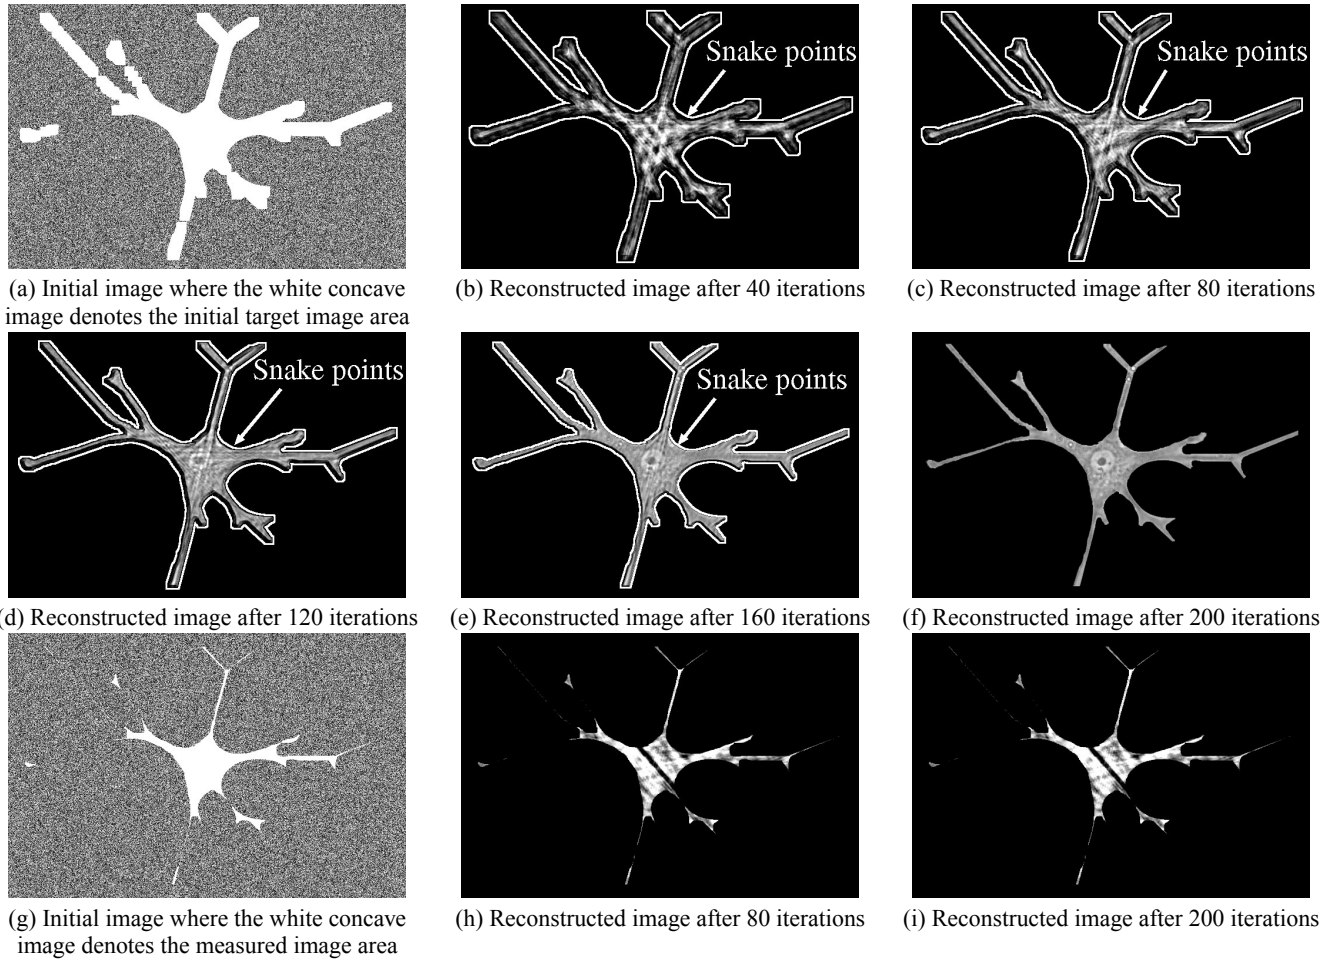 Snake points
Snake points
(a) Initial image where the white concave
image denotes the initial target image area
(b) Reconstructed image after 40 iterations
(c) Reconstructed image after 80 iterations
Snake points
Snake points
(d) Reconstructed image after 120 iterations
(e) Reconstructed image after 160 iterations
(f) Reconstructed image after 200 iterations
(g) Initial image where the white concave
image denotes the measured image area
(h) Reconstructed image after 80 iterations
(i) Reconstructed image after 200 iterations